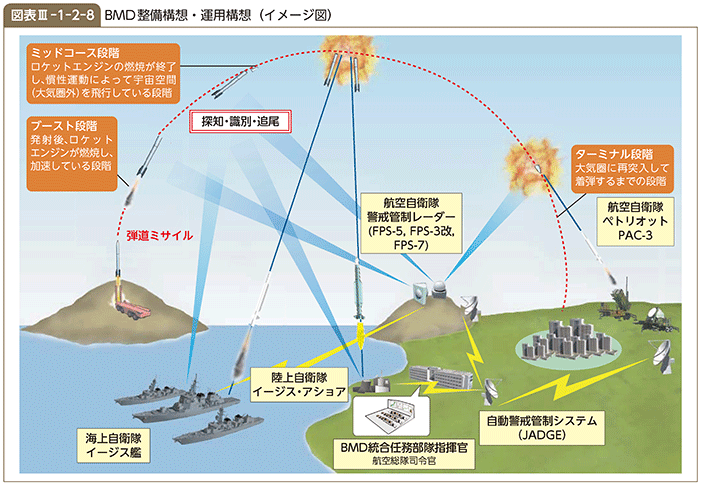 図表Ⅲ-1-2-8 BMD整備構想・運用構想（イメージ図）
ミッドコース段階
ロケットエンジンの燃焼が終了
し、慣性運動によって宇宙空間
（大気圏外）を飛行している段階
探知・識別・追尾
ブースト段階
発射後、ロケット
エンジンが燃焼し、
加速している段階
ターミナル段階
大気圏に再突入して
着弾するまでの段階
航空自衛隊
警戒管制レーダー
(FPS-5, FPS-3改,
FPS-7)
航空自衛隊
ペトリオット
PAC-3
弾道ミサイル
陸上自衛隊
イージス・アショア
海上自衛隊
イージス艦
自動警戒管制システム
(JADGE)
BMD統合任務部隊指揮官
航空総隊司令官